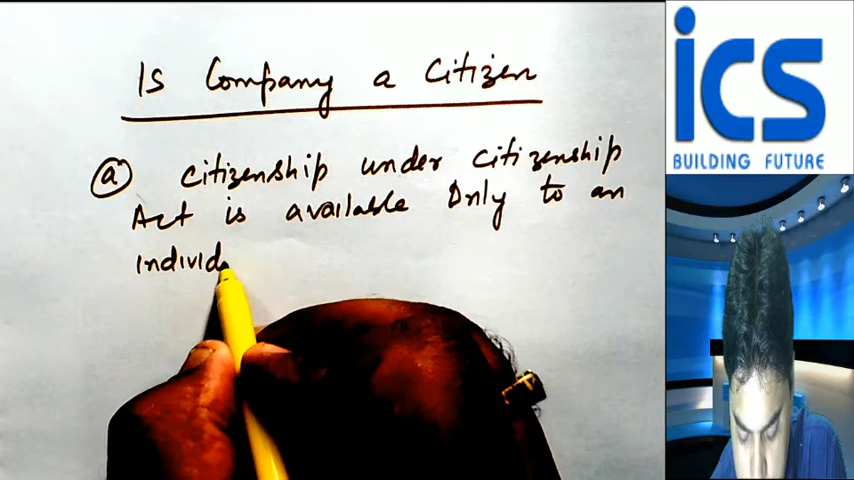 Is Company a Citizen
a citizenship under citizenship
Act is available Only to an
individ
ics
BUILDING FUTURE